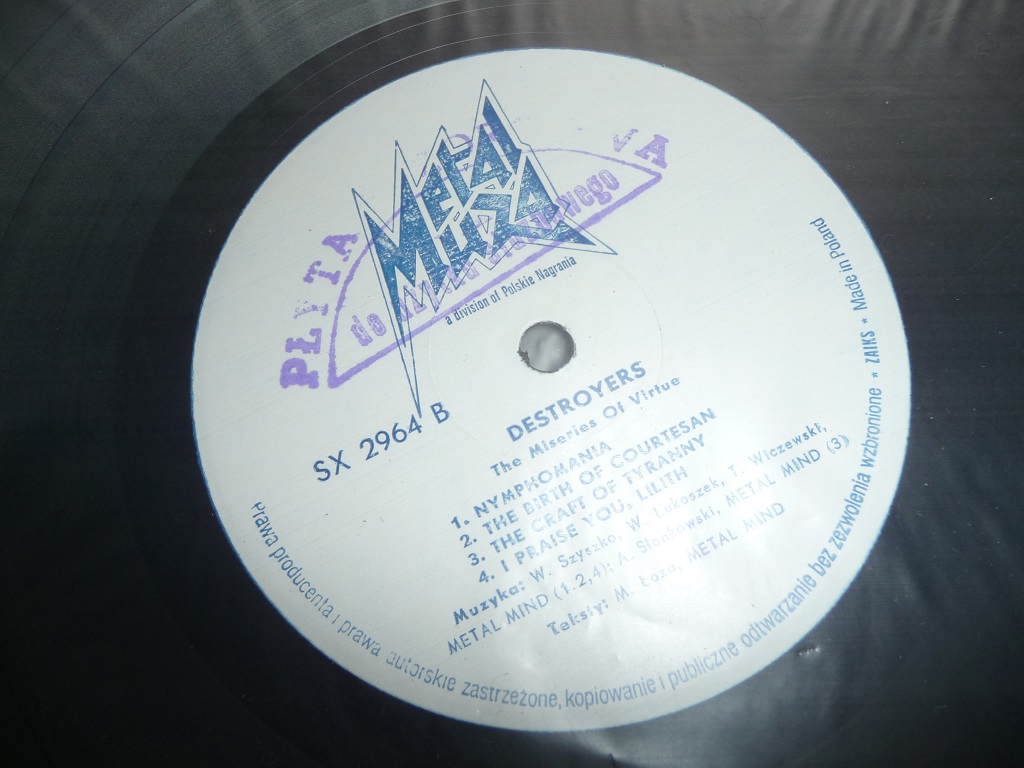 METAL
MIND
a division of Polskie Nagrania
PŁYTA
do
SX 2964 B
DESTROYERS
The Miseries Of Virtue
1. NYMPHOMANIA
2. THE BIRTH OF COURTESAN
3. THE CRAFT OF TYRANNY
4. I PRAISE YOU, LILITH
Muzyka: W. Szyszko, W. Łukoszek, T. Wiczewski,
METAL MIND (1,2,4); A. Słomkowski, METAL MIND (3)
Teksty: M. Łoza, METAL MIND
Prawa producenta i prawa autorskie zastrzeżone, kopiowanie i publiczne odtwarzanie bez zezwolenia wzbronione * ZAIKS * Made in Poland